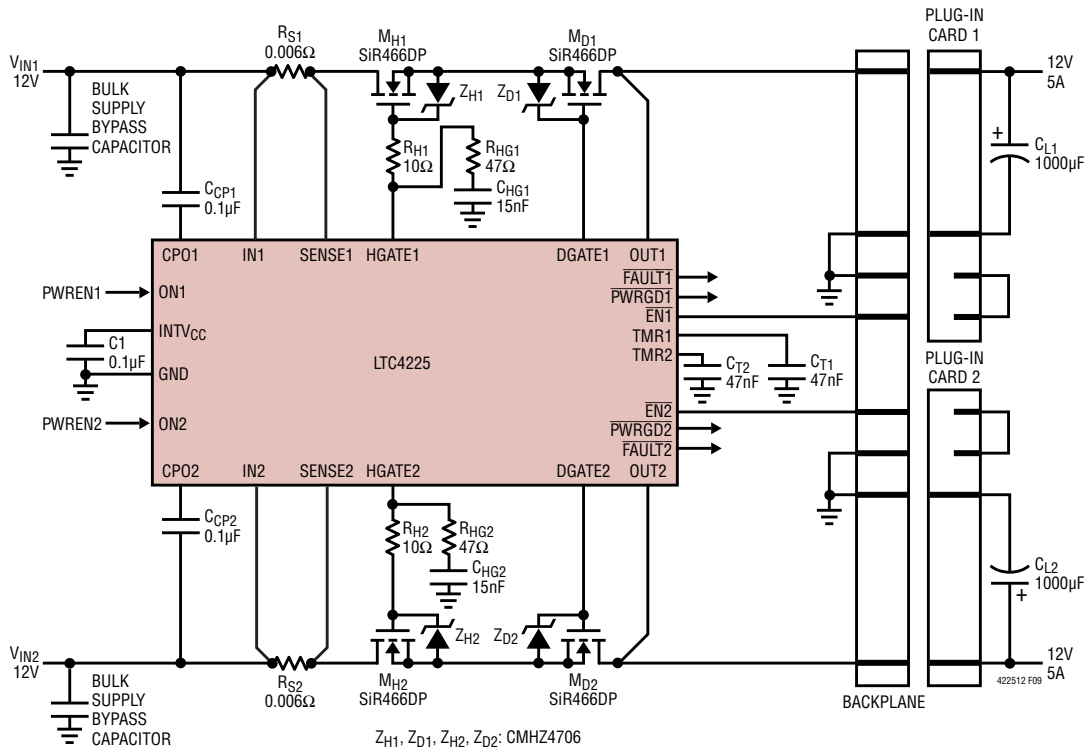 PLUG-IN
CARD 1
RS1
0.006Ω
MH1
SiR466DP
MD1
SiR466DP
VIN1
12V
12V
5A
BULK
SUPPLY
BYPASS
CAPACITOR
ZH1
ZD1
+
CL1
1000µF
RH1
10Ω
RHG1
47Ω
CCP1
0.1µF
CHG1
15nF
CPO1
IN1
SENSE1
HGATE1
DGATE1
OUT1
FAULT1
PWREN1
ON1
PWRGD1
EN1
INTVCC
TMR1
C1
0.1µF
TMR2
LTC4225
GND
CT2
47nF
CT1
47nF
PLUG-IN
CARD 2
EN2
PWREN2
ON2
PWRGD2
FAULT2
CPO2
IN2
SENSE2
HGATE2
DGATE2
OUT2
CCP2
0.1µF
RH2
10Ω
RHG2
47Ω
CHG2
15nF
CL2
1000µF
+
ZH2
ZD2
VIN2
12V
12V
5A
RS2
0.006Ω
MH2
SiR466DP
MD2
SiR466DP
422512 F09
BULK
SUPPLY
BYPASS
CAPACITOR
BACKPLANE
ZH1, ZD1, ZH2, ZD2: CMHZ4706